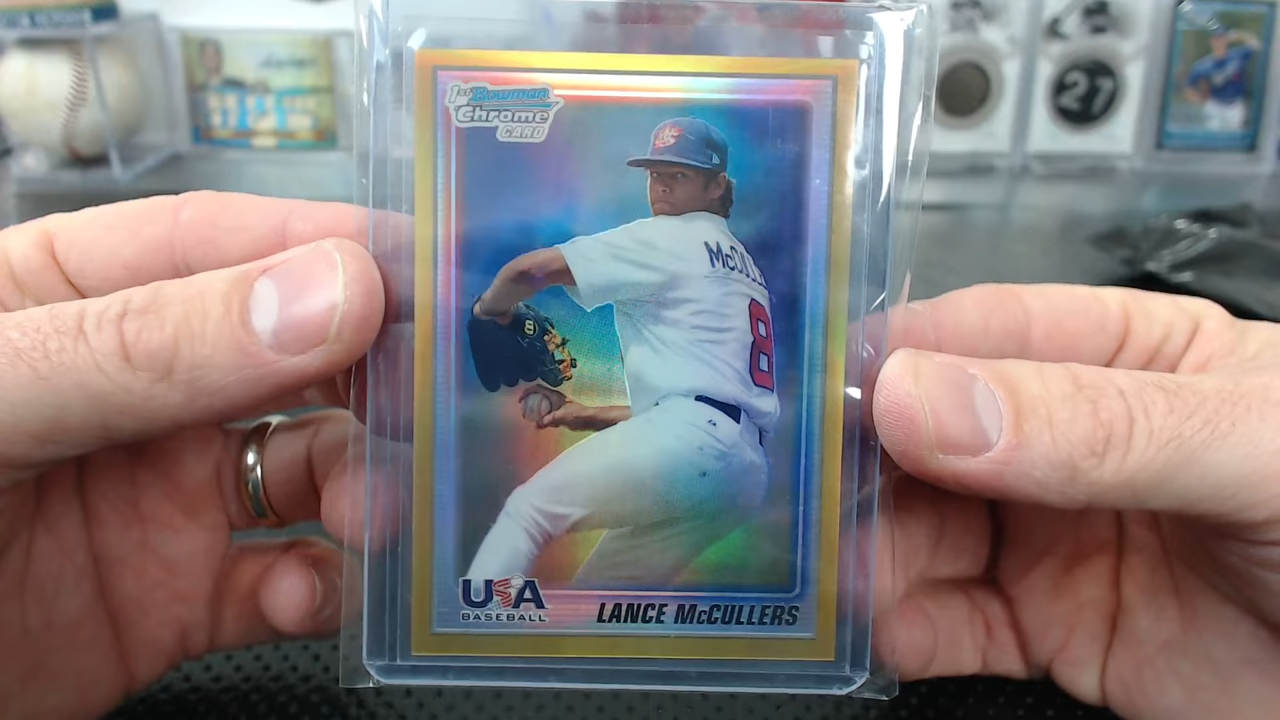 1st Bowman
Chrome
CARD
McCULL
8
USA
BASEBALL
LANCE McCULLERS
27